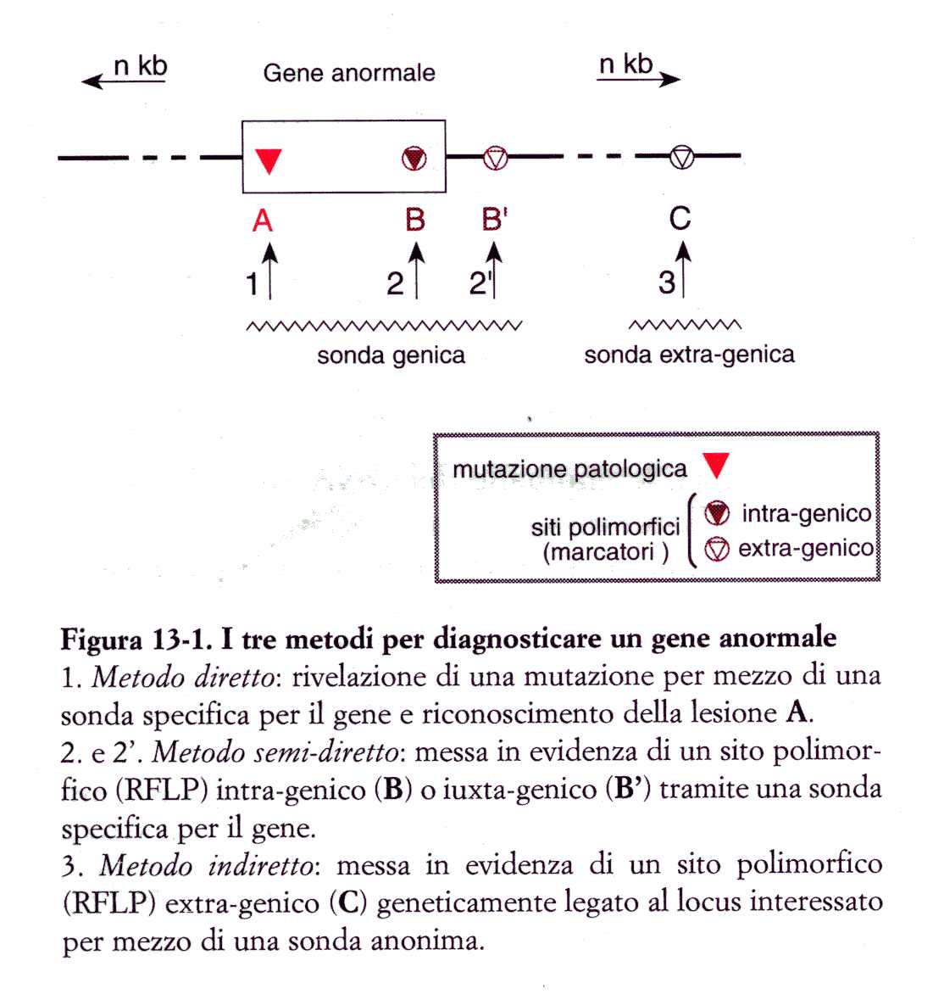 n kb
Gene anormale
n kb
A
B
B'
C
1
2
2'
3
sonda genica
sonda extra-genica
mutazione patologica
siti polimorfici
(marcatori )
intra-genico
extra-genico
Figura 13-1. I tre metodi per diagnosticare un gene anormale
1. Metodo diretto: rivelazione di una mutazione per mezzo di una
sonda specifica per il gene e riconoscimento della lesione A.
2. e 2’. Metodo semi-diretto: messa in evidenza di un sito polimor-
fico (RFLP) intra-genico (B) o iuxta-genico (B’) tramite una sonda
specifica per il gene.
3. Metodo indiretto: messa in evidenza di un sito polimorfico
(RFLP) extra-genico (C) geneticamente legato al locus interessato
per mezzo di una sonda anonima.